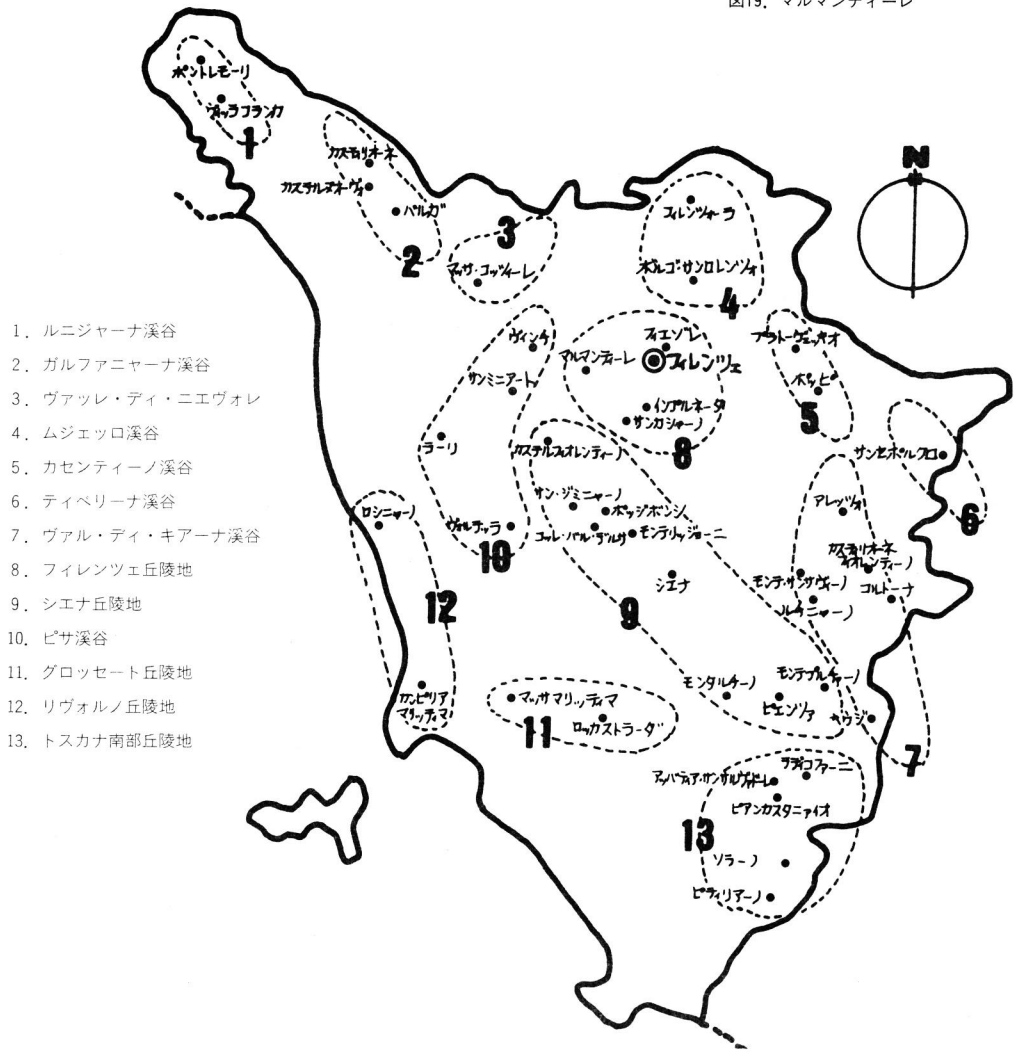 図19. マルマンティーレ
N
ポントレモーリ
ヴィッラフランカ
1
カスティリオーネ
カステルヌオーヴォ
バルガ
2
3
マッサ・コッツィーレ
フィレンツォーラ
ボルゴ・サンロレンツォ
4
1. ルニジャーナ溪谷
2. ガルファニャーナ溪谷
3. ヴァッレ・ディ・ニエヴォレ
4. ムジェッロ溪谷
5. カセンティーノ溪谷
6. ティベリーナ溪谷
7. ヴァル・ディ・キアーナ溪谷
8. フィレンツェ丘陵地
9. シエナ丘陵地
10. ピサ溪谷
11. グロッセート丘陵地
12. リヴォルノ丘陵地
13. トスカナ南部丘陵地
ヴィンチ
サンミニアート
ラーリ
ヴォルテッラ
10
フィエゾレ
マルマンティーレ
フィレンツェ
インプルネータ
サンカシャーノ
8
プラトーヴェッキオ
ポッピ
5
サンセポルクロ
6
カステルフィオレンティーノ
サン・ジミニャーノ
ポッジボンシ
コッレ・バル・デルサ
モンテリッジョーニ
シエナ
9
モンタルチーノ
ピエンツァ
モンテプルチャーノ
アレッツォ
カスティリオーネ
フィオレンティーノ
モンテ・サンサヴィーノ
コルトーナ
ルチニャーノ
キウジ
7
ロシニャーノ
12
カンピリア
マリッティマ
マッサマリッティマ
ロッカストラーダ
11
ラディコファーニ
アッバディア・サンサルヴァトーレ
ピアンカスタニァイオ
13
ソラーノ
ピティリアーノ